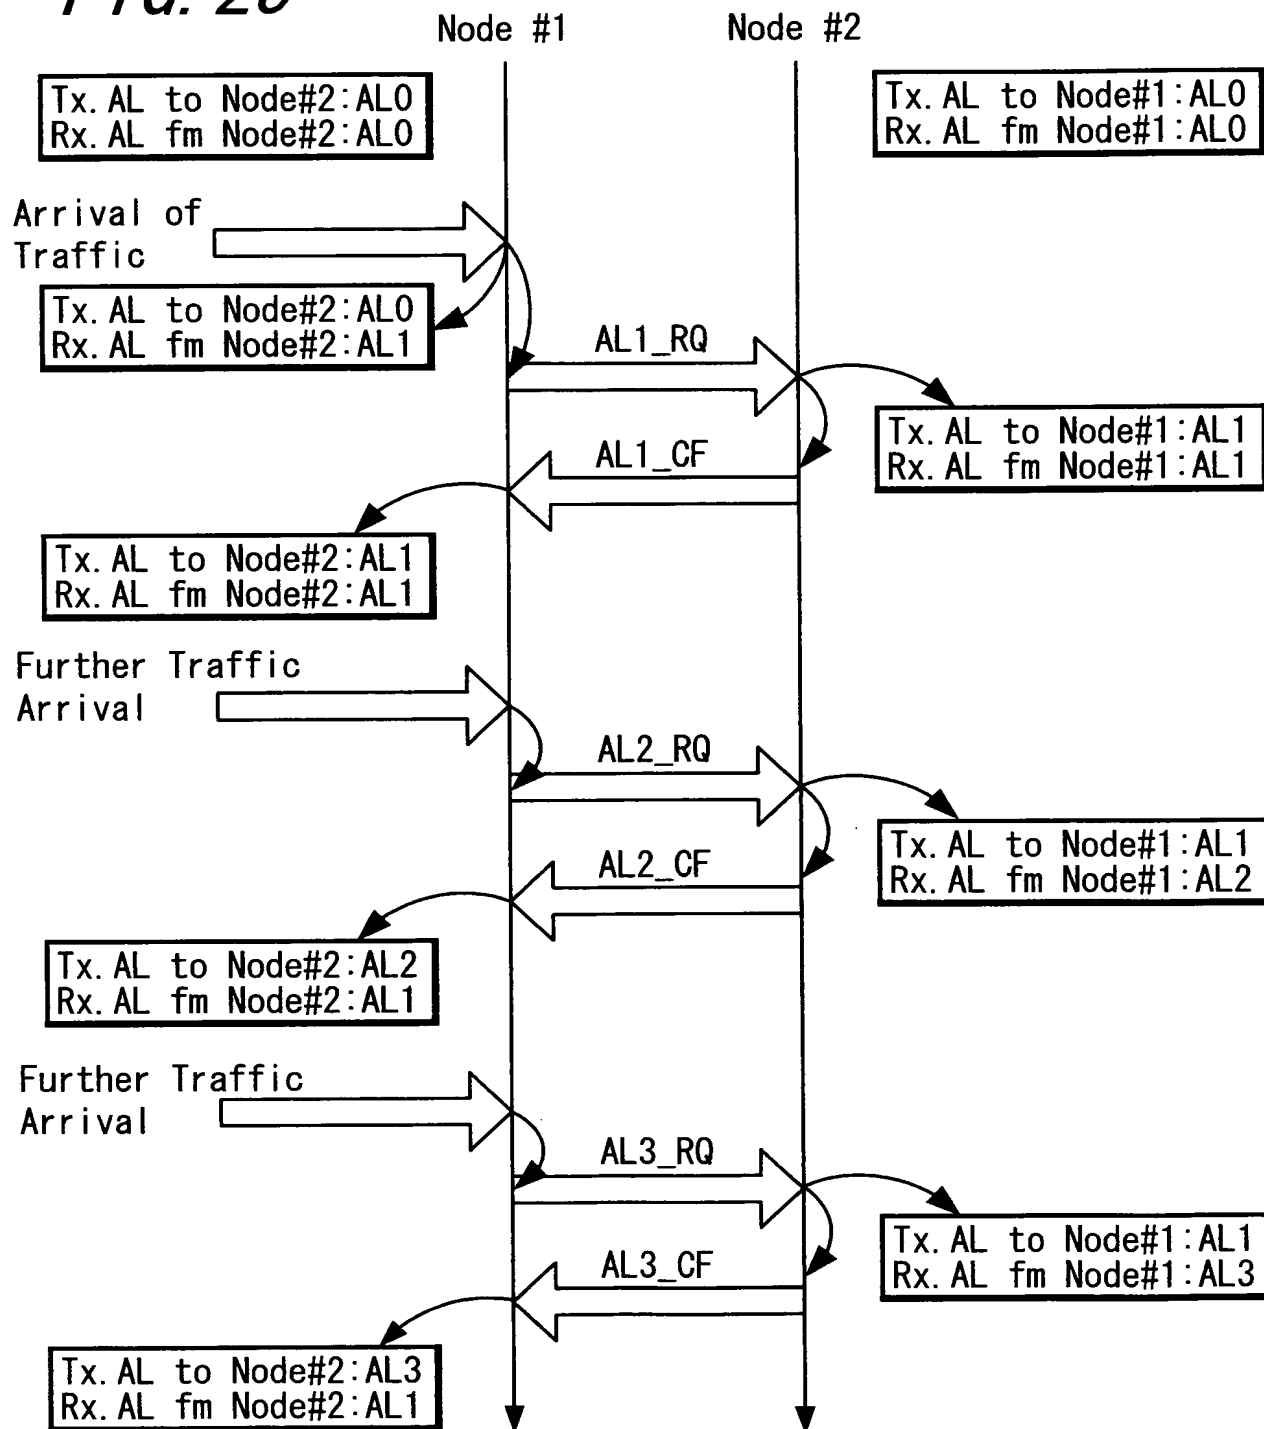 Node #1 Node #2
Tx. AL to Node#2:AL0
Rx. AL fm Node#2:AL0
Tx. AL to Node#1:AL0
Rx. AL fm Node#1:AL0
Arrival of
Traffic
Tx. AL to Node#2:AL0
Rx. AL fm Node#2:AL1
AL1_RQ
Tx. AL to Node#1:AL1
Rx. AL fm Node#1:AL1
AL1_CF
Tx. AL to Node#2:AL1
Rx. AL fm Node#2:AL1
Further Traffic
Arrival
AL2_RQ
Tx. AL to Node#1:AL1
Rx. AL fm Node#1:AL2
AL2_CF
Tx. AL to Node#2:AL2
Rx. AL fm Node#2:AL1
Further Traffic
Arrival
AL3_RQ
Tx. AL to Node#1:AL1
Rx. AL fm Node#1:AL3
AL3_CF
Tx. AL to Node#2:AL3
Rx. AL fm Node#2:AL1